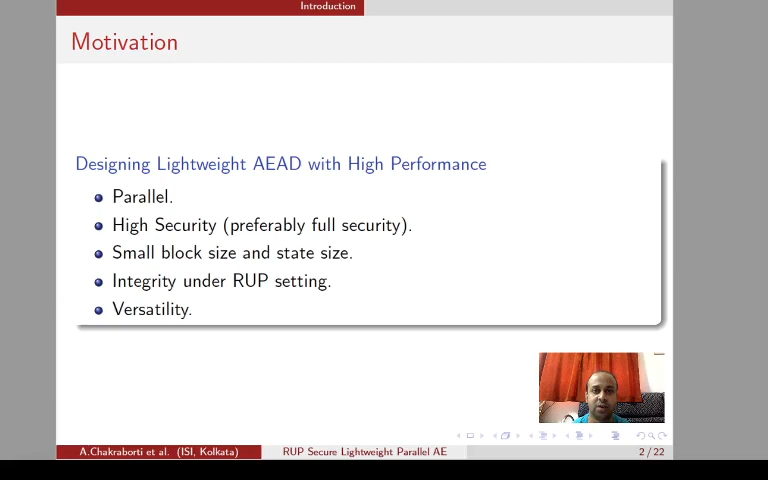 Introduction
Motivation
Designing Lightweight AEAD with High Performance
Parallel.
High Security (preferably full security).
Small block size and state size.
Integrity under RUP setting.
Versatility.
A.Chakraborti et al. (ISI, Kolkata) RUP Secure Lightweight Parallel AE 2 / 22